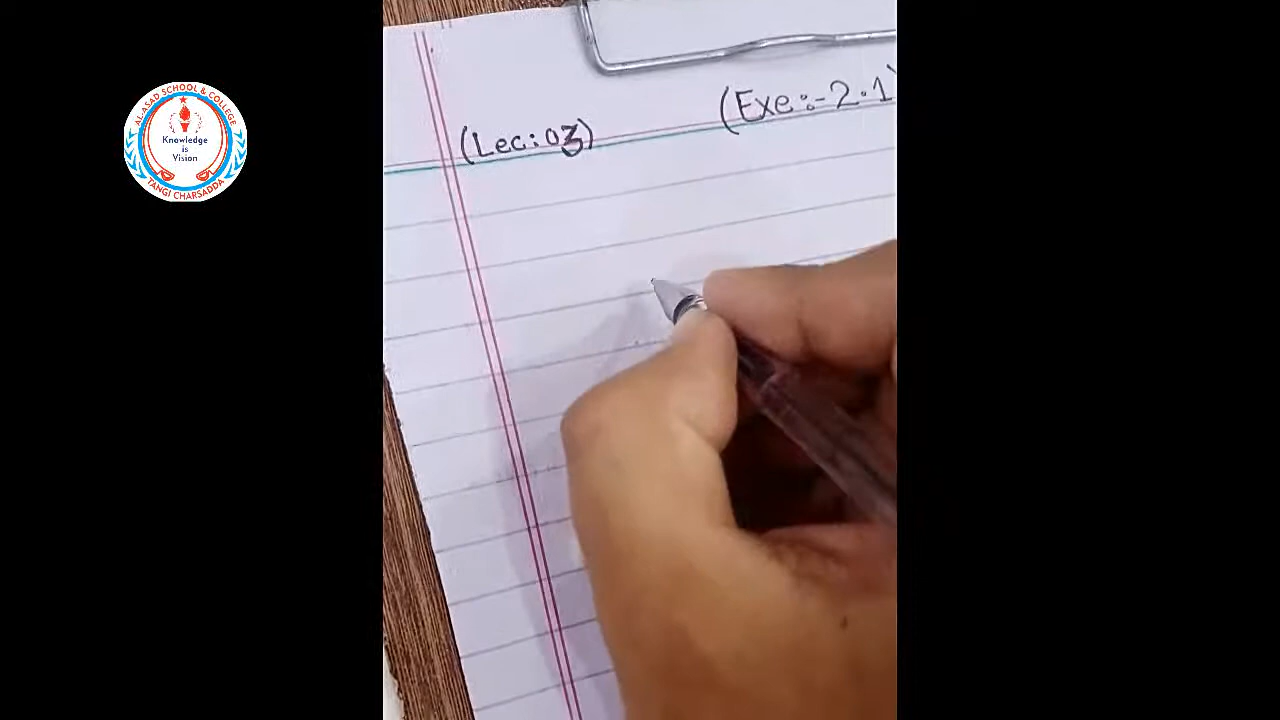 AL-ASAD SCHOOL & COLLEGE
Knowledge
is
Vision
TANGI CHARSADDA
(Lec:03) (Exe:-2.1)